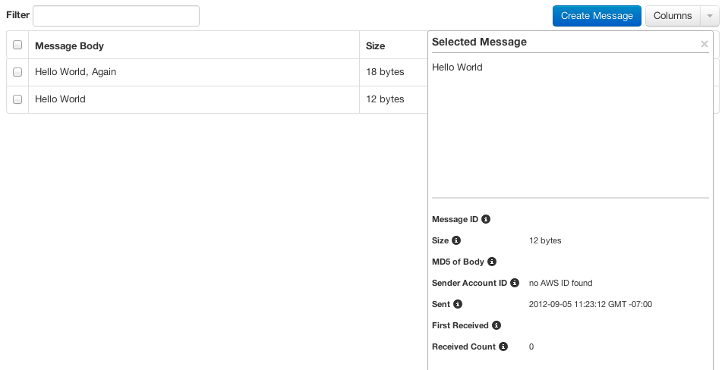 Filter
Create Message Columns
Message Body Size
Hello World, Again 18 bytes
Hello World 12 bytes
Selected Message ×
Hello World
Message ID
Size 12 bytes
MD5 of Body
Sender Account ID no AWS ID found
Sent 2012-09-05 11:23:12 GMT -07:00
First Received
Received Count 0